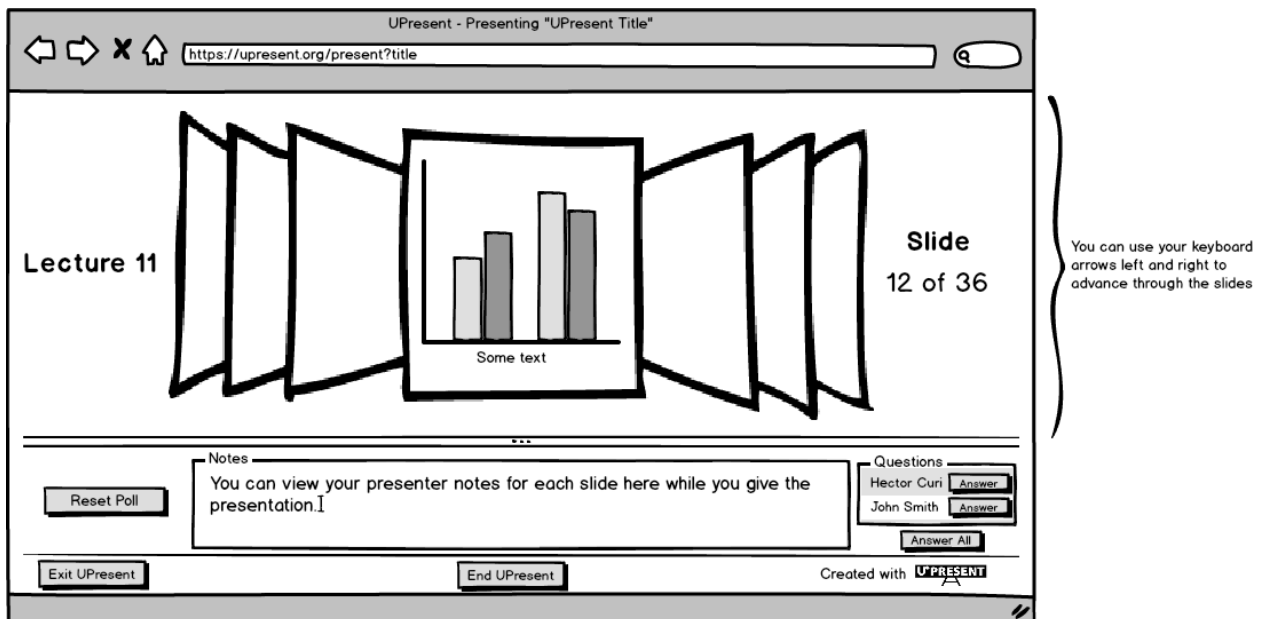 UPresent - Presenting "UPresent Title"
https://upresent.org/present?title
Lecture 11
Some text
Slide
12 of 36
You can use your keyboard
arrows left and right to
advance through the slides
Reset Poll
Notes
You can view your presenter notes for each slide here while you give the
presentation.
Questions
Hector Curi Answer
John Smith Answer
Answer All
Exit UPresent
End UPresent
Created with UPRESENT